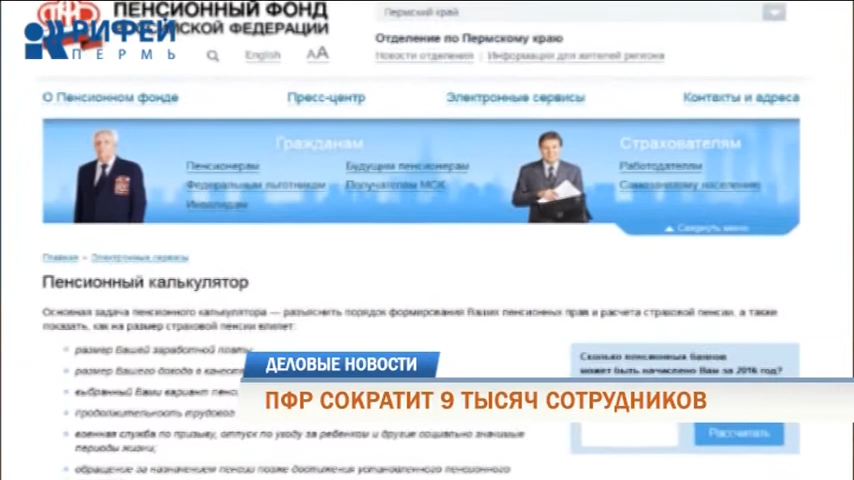 ПЕНСИОННЫЙ ФОНД
РОССИЙСКОЙ ФЕДЕРАЦИИ
РИФЕЙ
ПЕРМЬ
English
AA
Пермский край
Отделение по Пермскому краю
Новости отделения | Информация для жителей региона
О Пенсионном фонде
Пресс-центр
Электронные сервисы
Контакты и адреса
Гражданам
Пенсионерам
Будущим пенсионерам
Федеральным льготникам
Получателям МСК
Инвалидам
Страхователям
Работодателям
Самозанятому населению
Свернуть меню
Главная » Электронные сервисы
Пенсионный калькулятор
Основная задача пенсионного калькулятора — разъяснить порядок формирования Ваших пенсионных прав и расчета страховой пенсии, а также
показать, как на размер страховой пенсии влияет:
размер Вашей заработной платы;
размер Вашего дохода в качестве
выбранный Вами вариант
продолжительность трудового
военная служба по призыву, отпуск по уходу за ребенком и другие социально значимые
периоды жизни;
обращение за назначением пенсии позже достижения установленного пенсионного
Сколько пенсионных баллов
может быть начислено Вам за 2016 год?
Рассчитать
ДЕЛОВЫЕ НОВОСТИ
ПФР СОКРАТИТ 9 ТЫСЯЧ СОТРУДНИКОВ